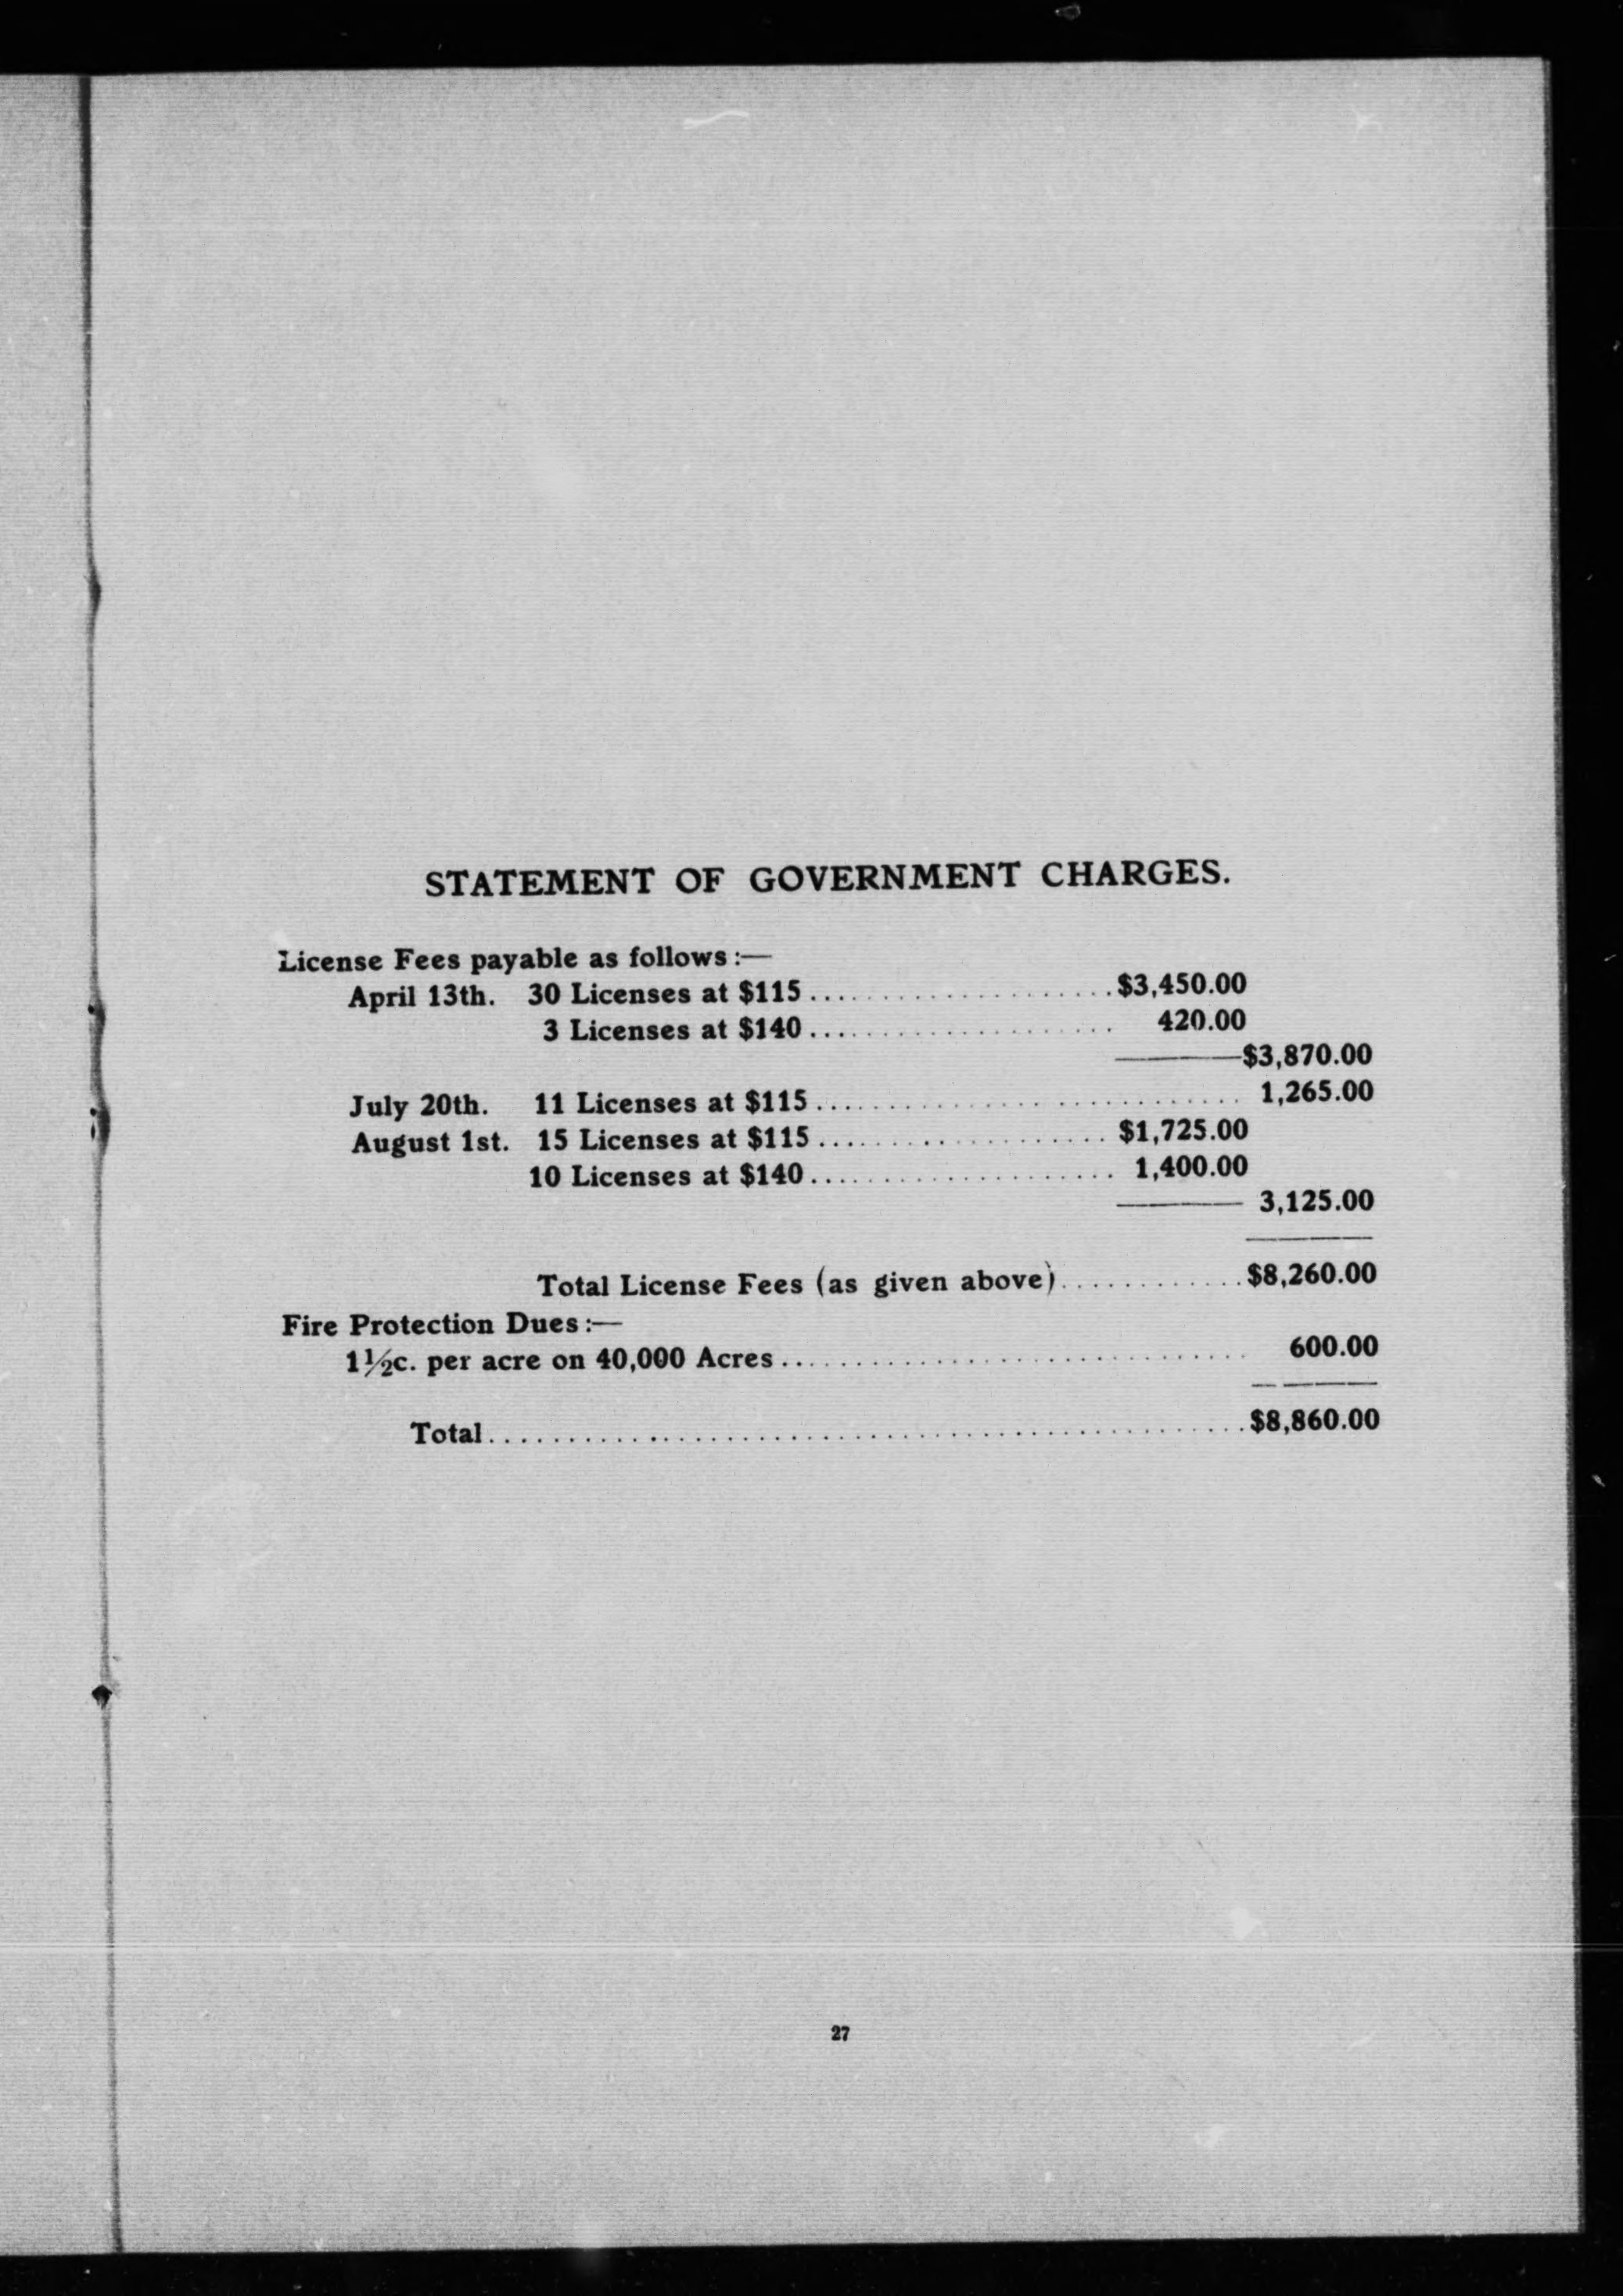 STATEMENT OF GOVERNMENT CHARGES.
License Fees payable as follows:—
April 13th. 30 Licenses at $115.....................$3,450.00
3 Licenses at $140..................... 420.00
———$3,870.00
July 20th. 11 Licenses at $115.............................. 1,265.00
August 1st. 15 Licenses at $115.................... $1,725.00
10 Licenses at $140..................... 1,400.00
——— 3,125.00
Total License Fees (as given above).............$8,260.00
Fire Protection Dues:—
1½c. per acre on 40,000 Acres................................ 600.00
Total......................................................$8,860.00
27